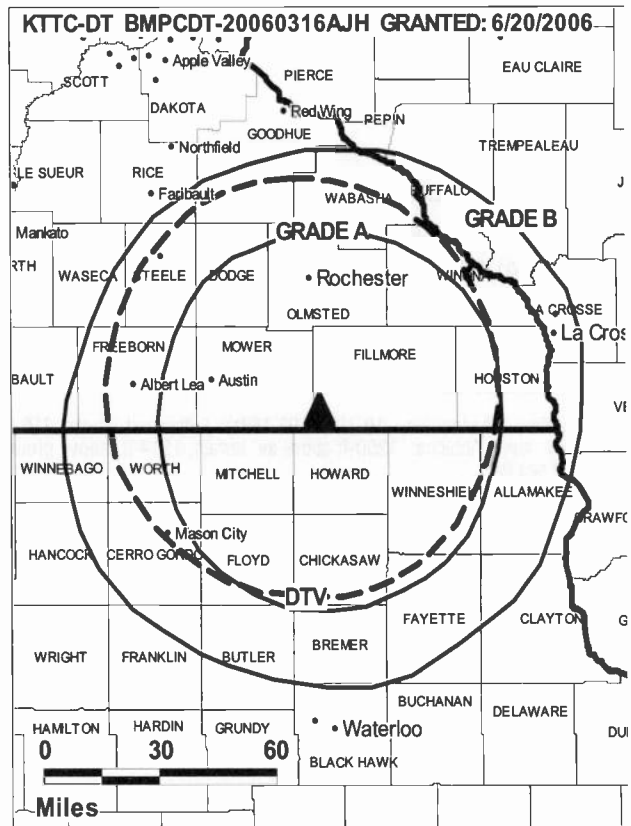 KTTC-DT BMPCDT-20060316AJH GRANTED: 6/20/2006
Apple Valley
PIERCE
EAU CLAIRE
SCOTT
DAKOTA
Red Wing
PEPIN
GOODHUE
Northfield
TREMPEALEAU
LE SUEUR
RICE
Faribault
WABASHA
BUFFALO
GRADE B
GRADE A
Mankato
RTH
WASECA
STEELE
DODGE
Rochester
WINONA
OLMSTED
LA CROSSE
La Cros
FREEBORN
MOWER
FILLMORE
BAULT
Albert Lea
Austin
HOUSTON
VE
WINNEBAGO
WORTH
MITCHELL
HOWARD
WINNESHIEK
ALLAMAKEE
CRAWFO
Mason City
HANCOCK
CERRO GORDO
FLOYD
CHICKASAW
DTV
FAYETTE
CLAYTON
G
WRIGHT
FRANKLIN
BUTLER
BREMER
BUCHANAN
DELAWARE
DU
HAMILTON
HARDIN
GRUNDY
Waterloo
0 30 60
BLACK HAWK
Miles